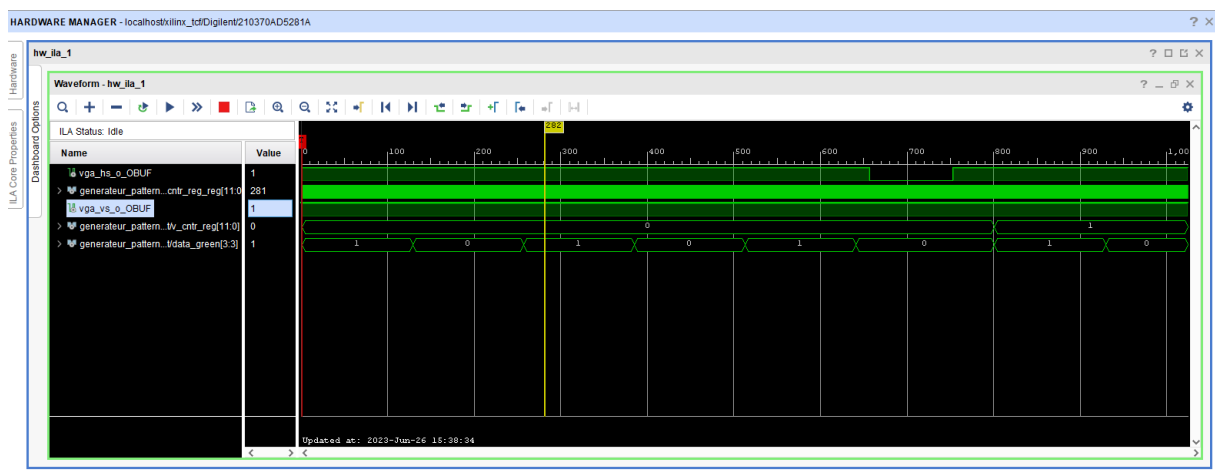 HARDWARE MANAGER - localhost/xilinx_tcf/Digilent/210370AD5281A
hw_ila_1
Hardware
ILA Core Properties
Dashboard Options
Waveform - hw_ila_1
ILA Status: Idle
282
Name Value
0 100 200 300 400 500 600 700 800 900 1,00
vga_hs_o_OBUF 1
generateur_pattern...cntr_reg_reg[11:0 281
vga_vs_o_OBUF 1
generateur_pattern...t/v_cntr_reg[11:0] 0 0 1
generateur_pattern...t/data_green[3:3] 1 1 0 1 0 1 0 1 0
Updated at: 2023-Jun-26 15:38:34